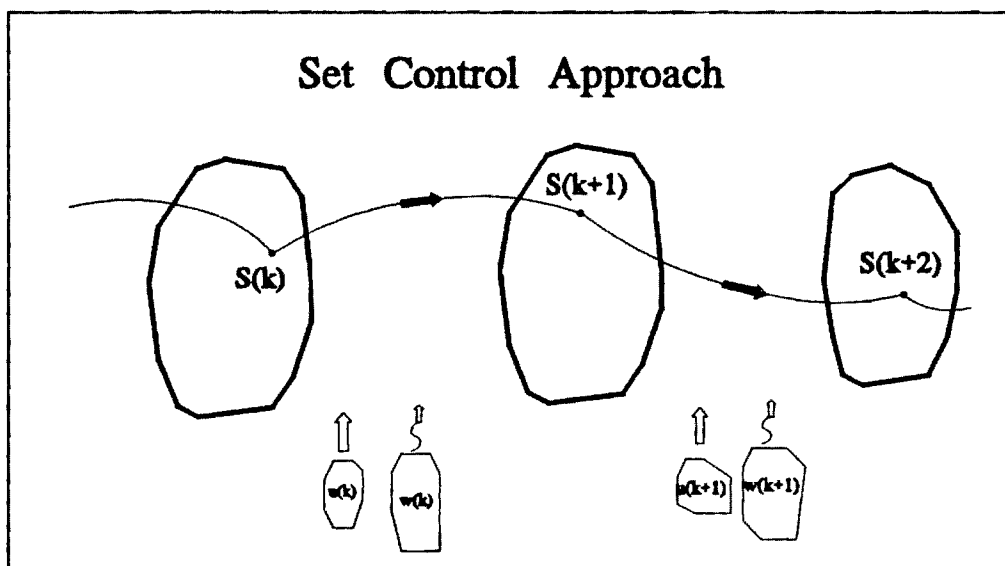 Set Control Approach
S(k)
S(k+1)
S(k+2)
u(k)
w(k)
u(k+1)
w(k+1)